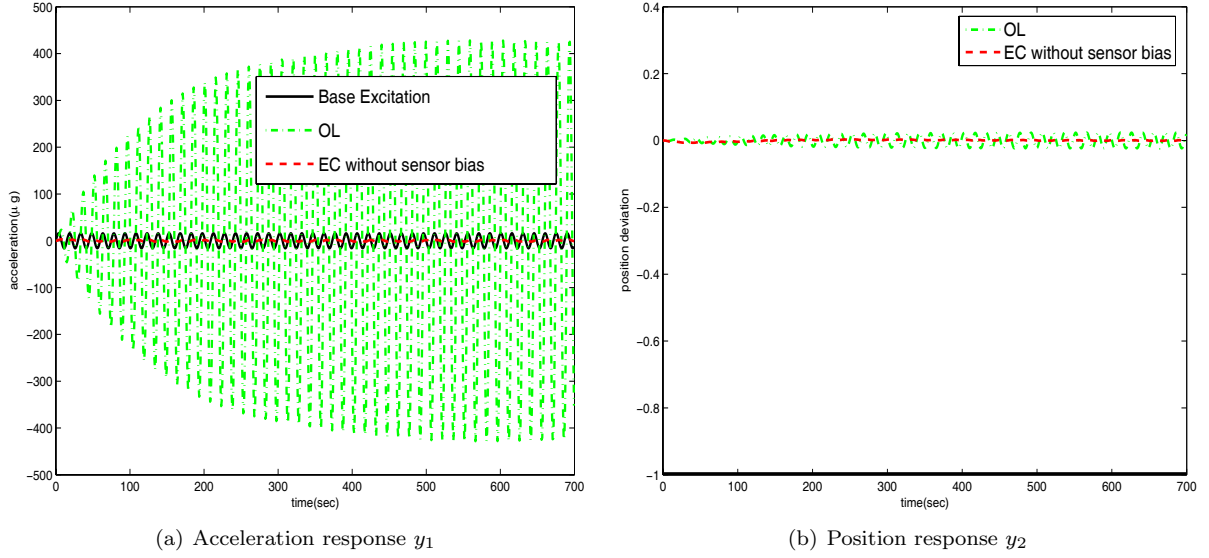 500
400
300
200
100
0
−100
−200
−300
−400
−500
acceleration(μ g)
Base Excitation
OL
EC without sensor bias
0 100 200 300 400 500 600 700
time(sec)
(a) Acceleration response y₁
0.4
0.2
0
−0.2
−0.4
−0.6
−0.8
−1
position deviation
OL
EC without sensor bias
0 100 200 300 400 500 600 700
time(sec)
(b) Position response y₂